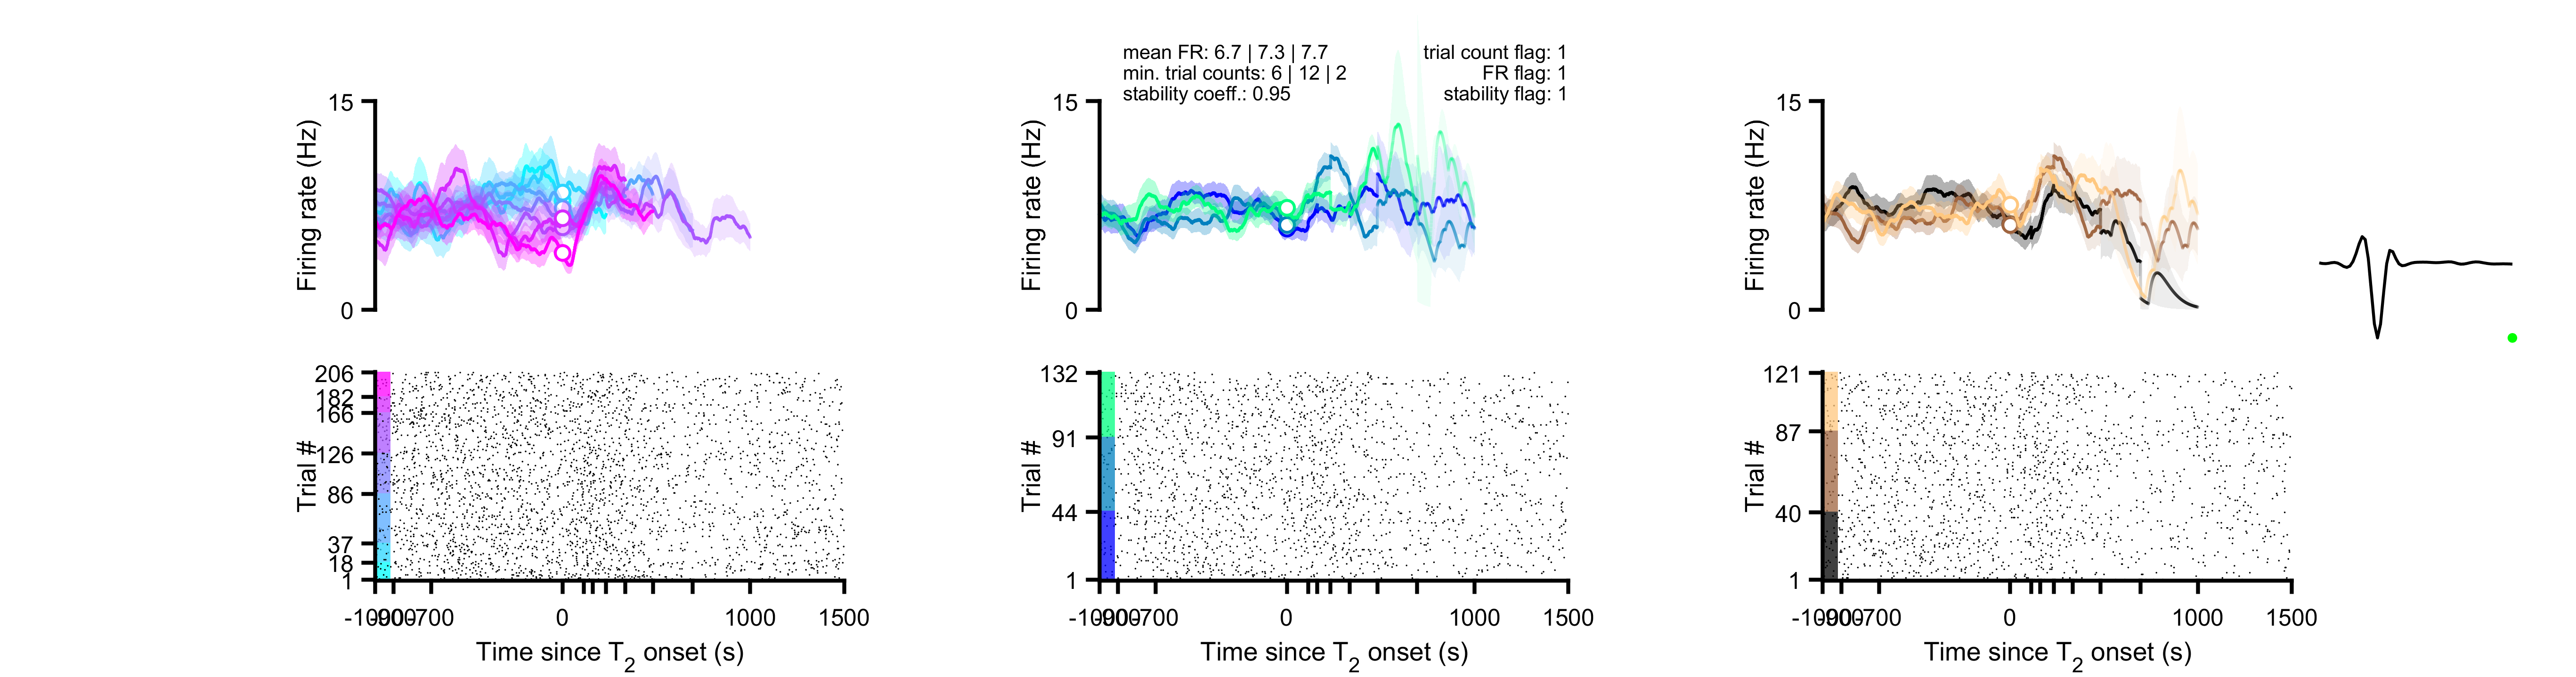 mean FR: 6.7 | 7.3 | 7.7
min. trial counts: 6 | 12 | 2
stability coeff.: 0.95
trial count flag: 1
FR flag: 1
stability flag: 1
15
Firing rate (Hz)
0
15
Firing rate (Hz)
0
15
Firing rate (Hz)
0
206
182
166
126
86
37
18
1
Trial #
0
1000
1500
-700
Time since T2 onset (s)
132
91
44
1
Trial #
-700
0
1000
1500
Time since T2 onset (s)
121
87
40
1
Trial #
-700
0
1000
1500
Time since T2 onset (s)